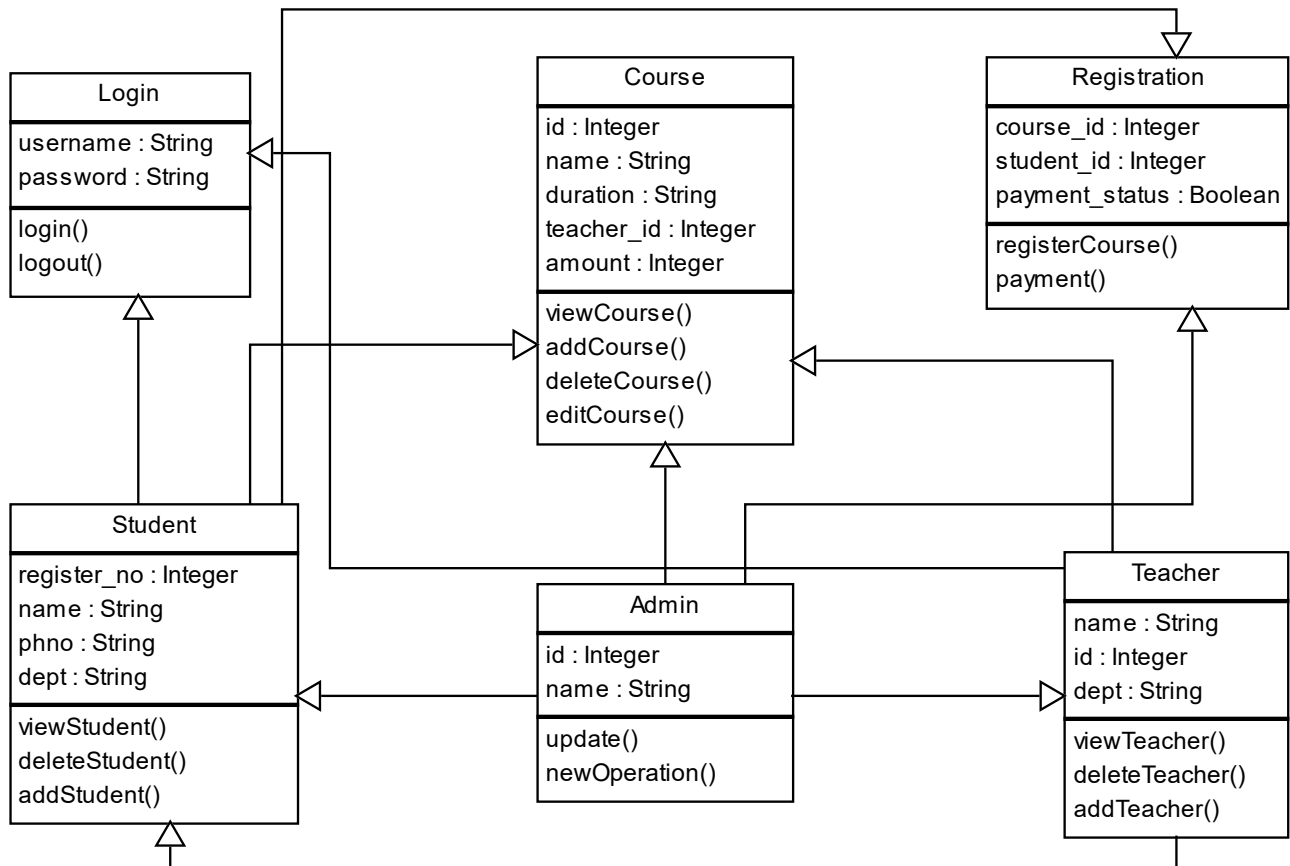 Login
username : String
password : String
login()
logout()
Course
id : Integer
name : String
duration : String
teacher_id : Integer
amount : Integer
viewCourse()
addCourse()
deleteCourse()
editCourse()
Registration
course_id : Integer
student_id : Integer
payment_status : Boolean
registerCourse()
payment()
Student
register_no : Integer
name : String
phno : String
dept : String
viewStudent()
deleteStudent()
addStudent()
Admin
id : Integer
name : String
update()
newOperation()
Teacher
name : String
id : Integer
dept : String
viewTeacher()
deleteTeacher()
addTeacher()